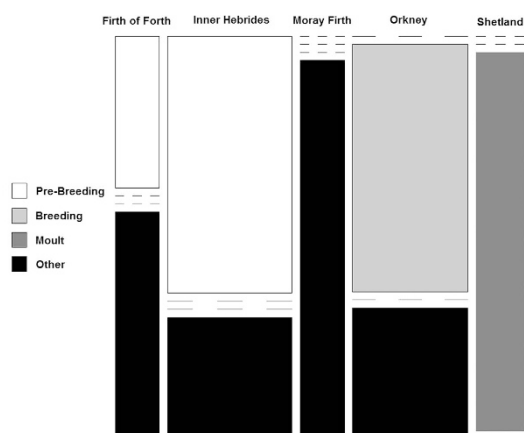 Firth of Forth Inner Hebrides Moray Firth Orkney Shetland
Pre-Breeding
Breeding
Moult
Other